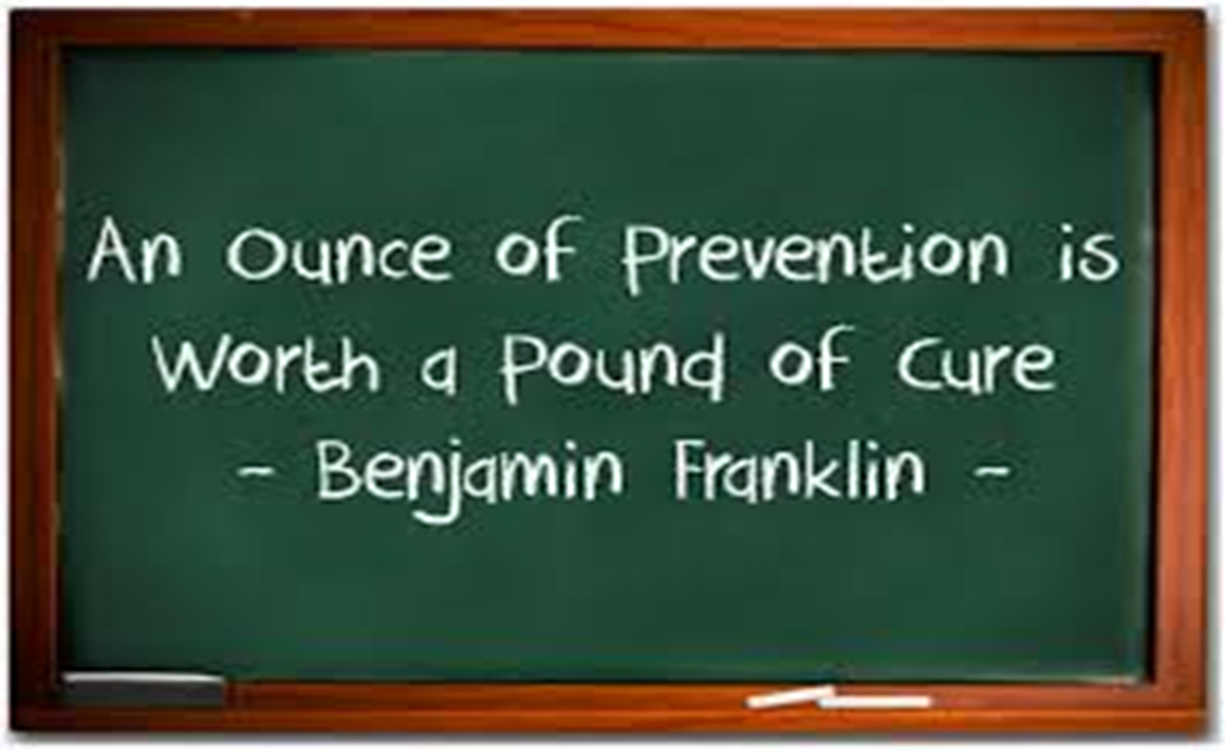 An Ounce of Prevention is
Worth a Pound of Cure
- Benjamin Franklin -